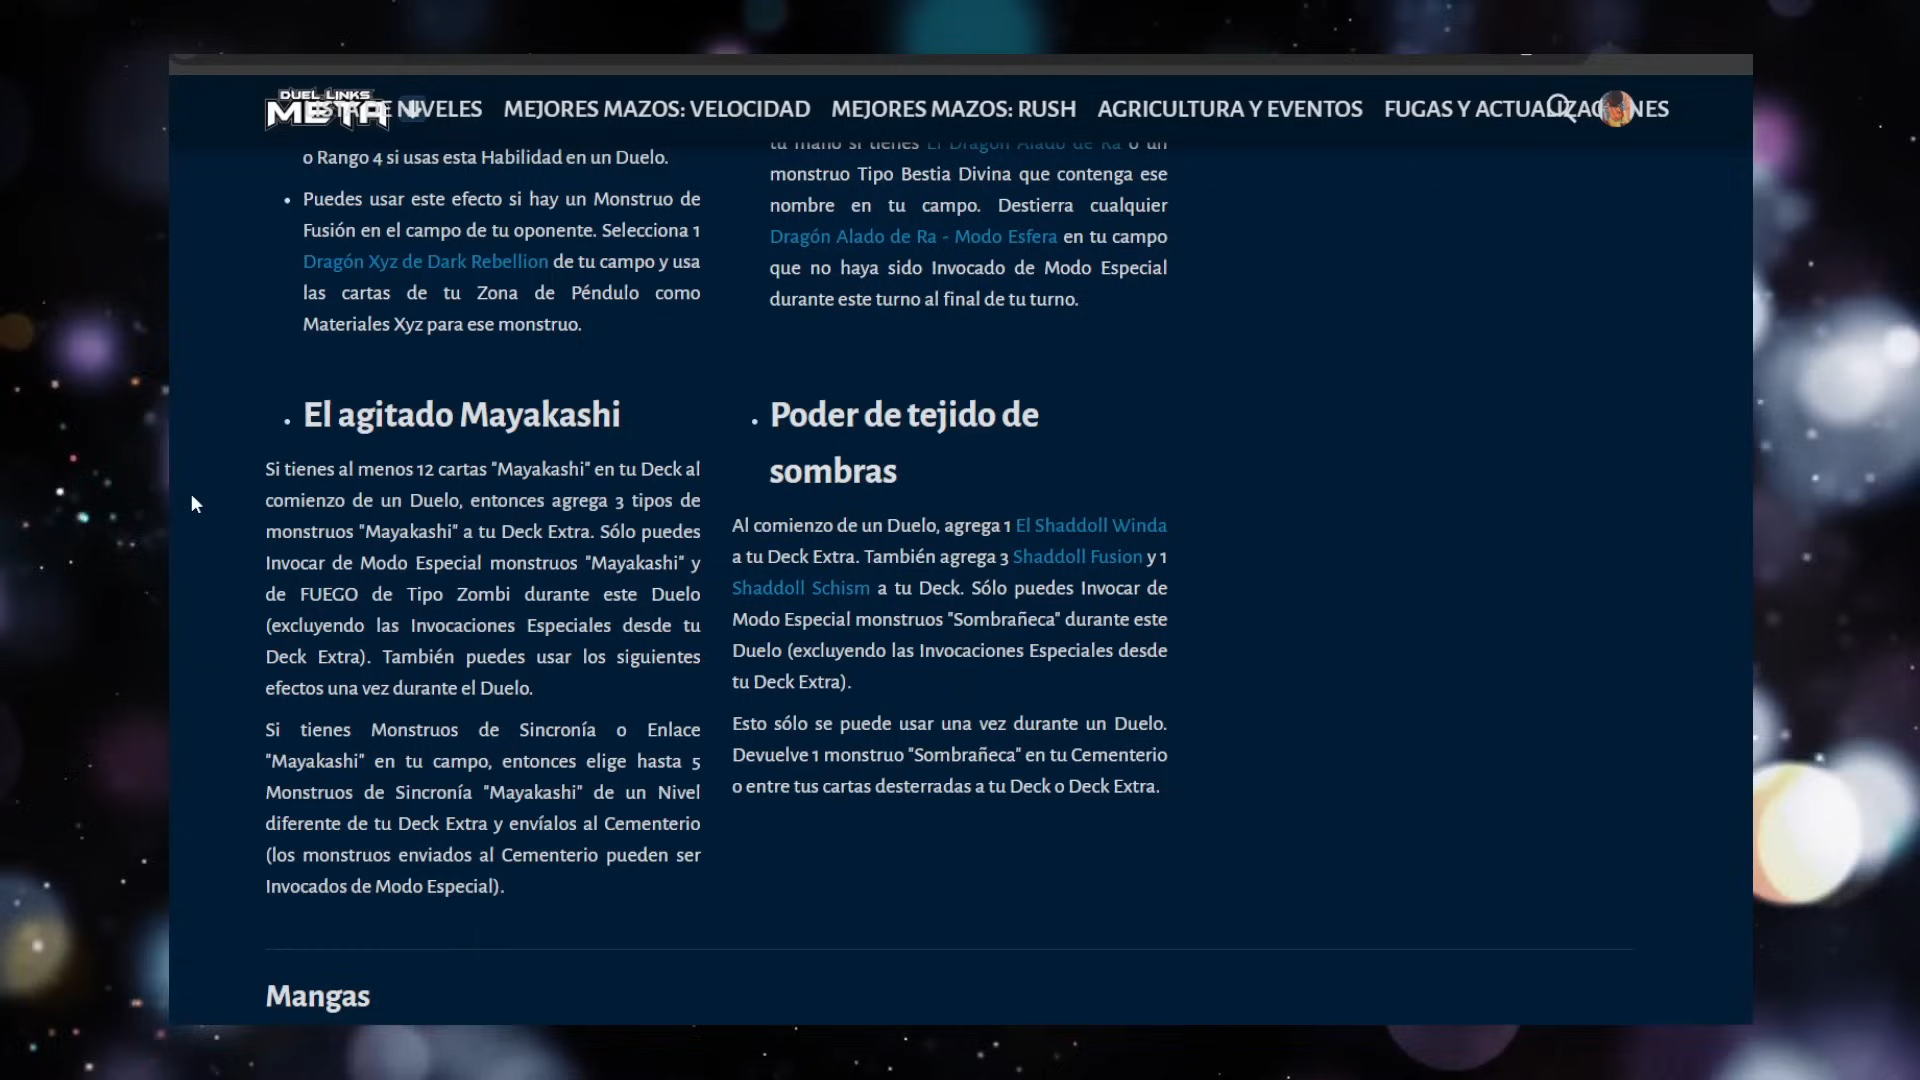 DUEL LINKS
META
NIVELES
MEJORES MAZOS: VELOCIDAD
MEJORES MAZOS: RUSH
AGRICULTURA Y EVENTOS
FUGAS Y ACTUALIZACIONES
o Rango 4 si usas esta Habilidad en un Duelo.
• Puedes usar este efecto si hay un Monstruo de
Fusión en el campo de tu oponente. Selecciona 1
Dragón Xyz de Dark Rebellion de tu campo y usa
las cartas de tu Zona de Péndulo como
Materiales Xyz para ese monstruo.
• El agitado Mayakashi
Si tienes al menos 12 cartas "Mayakashi" en tu Deck al
comienzo de un Duelo, entonces agrega 3 tipos de
monstruos "Mayakashi" a tu Deck Extra. Sólo puedes
Invocar de Modo Especial monstruos "Mayakashi" y
de FUEGO de Tipo Zombi durante este Duelo
(excluyendo las Invocaciones Especiales desde tu
Deck Extra). También puedes usar los siguientes
efectos una vez durante el Duelo.
Si tienes Monstruos de Sincronía o Enlace
"Mayakashi" en tu campo, entonces elige hasta 5
Monstruos de Sincronía "Mayakashi" de un Nivel
diferente de tu Deck Extra y envíalos al Cementerio
(los monstruos enviados al Cementerio pueden ser
Invocados de Modo Especial).
tu mano si tienes El Dragón Alado de Ra o un
monstruo Tipo Bestia Divina que contenga ese
nombre en tu campo. Destierra cualquier
Dragón Alado de Ra - Modo Esfera en tu campo
que no haya sido Invocado de Modo Especial
durante este turno al final de tu turno.
• Poder de tejido de
sombras
Al comienzo de un Duelo, agrega 1 El Shaddoll Winda
a tu Deck Extra. También agrega 3 Shaddoll Fusion y 1
Shaddoll Schism a tu Deck. Sólo puedes Invocar de
Modo Especial monstruos "Sombrañeca" durante este
Duelo (excluyendo las Invocaciones Especiales desde
tu Deck Extra).
Esto sólo se puede usar una vez durante un Duelo.
Devuelve 1 monstruo "Sombrañeca" en tu Cementerio
o entre tus cartas desterradas a tu Deck o Deck Extra.
Mangas